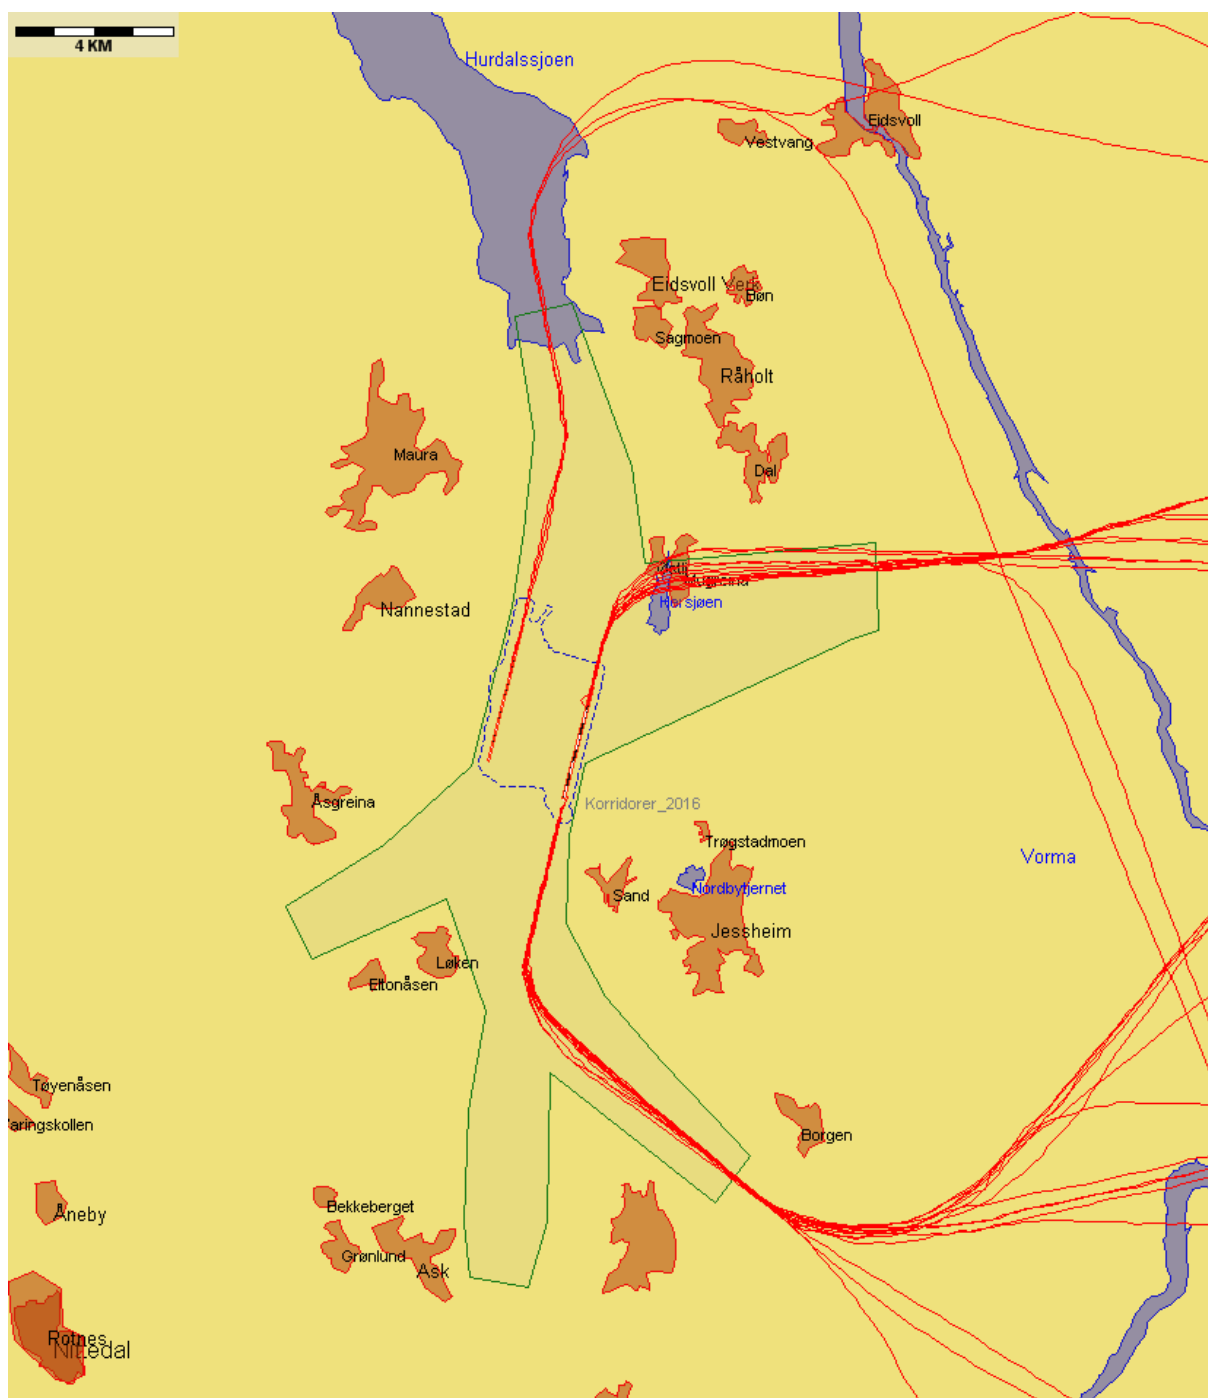 4 KM
Hurdalssjoen
Eidsvoll
Vestvang
Eidsvoll Verk
Bøn
Sagmoen
Råholt
Maura
Dal
Nannestad
Hersjøen
Åsgreina
Korridorer_2016
Trøgstadmoen
Vorma
Nordbytjernet
Sand
Jessheim
Løken
Eltonåsen
Tøyenåsen
Borgen
Åneby
Bekkeberget
Grønlund
Ask
Rotnes
Nittedal